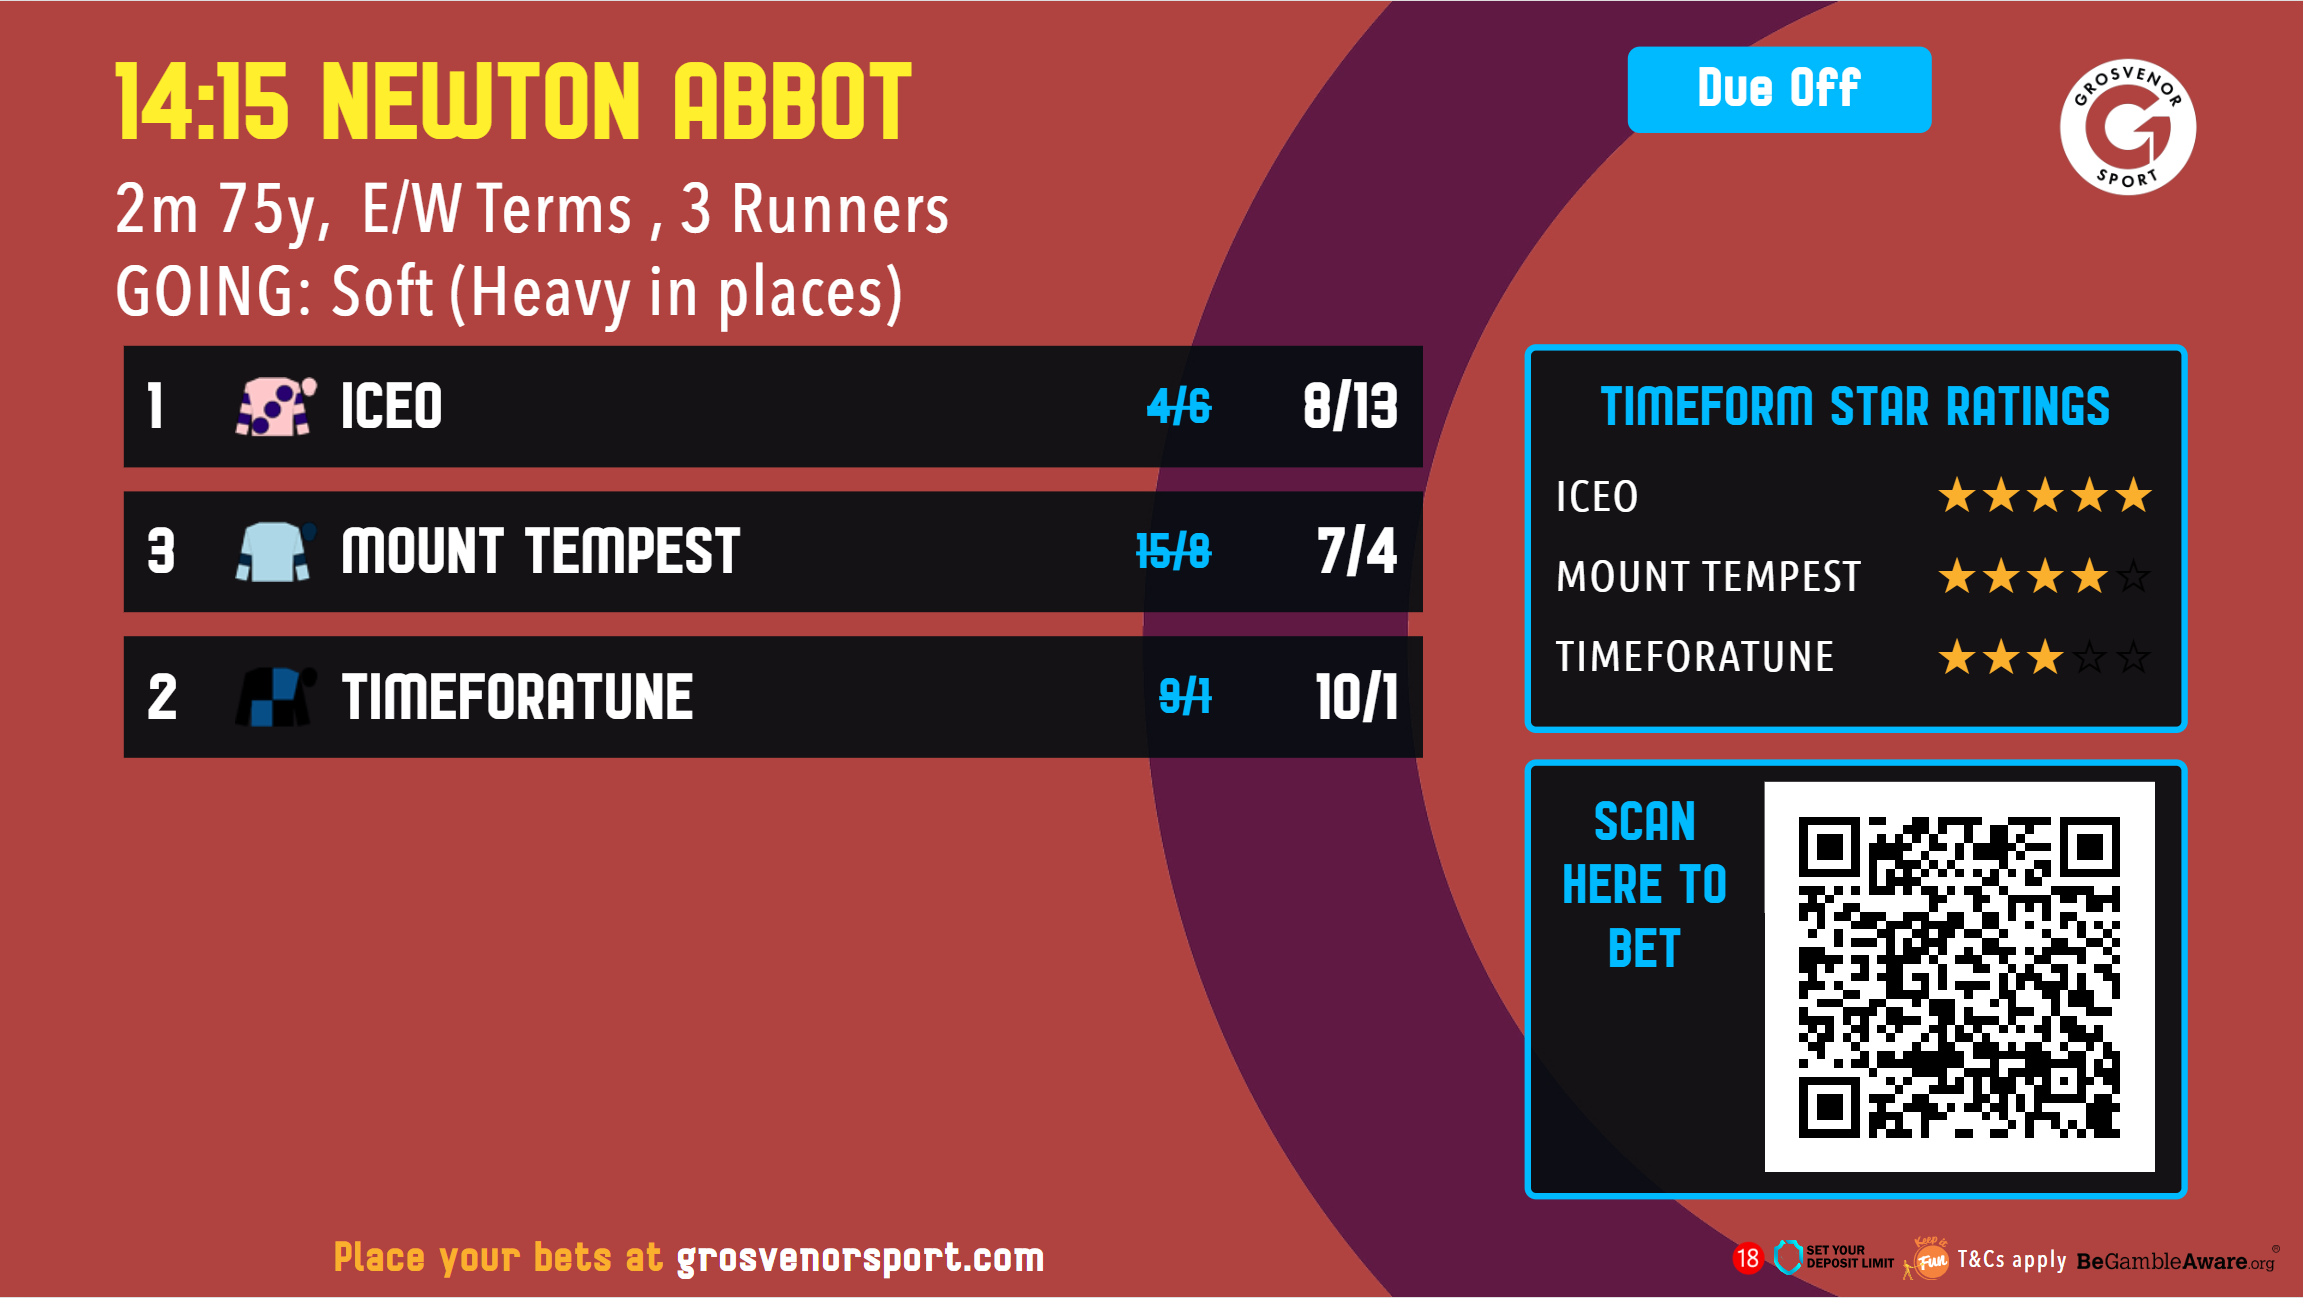 14:15 NEWTON ABBOT
2m 75y, E/W Terms , 3 Runners
GOING: Soft (Heavy in places)
Due Off
GROSVENOR
SPORT
1 ICEO 4/6 8/13
3 MOUNT TEMPEST 15/8 7/4
2 TIMEFORATUNE 9/1 10/1
TIMEFORM STAR RATINGS
ICEO ★★★★★
MOUNT TEMPEST ★★★★☆
TIMEFORATUNE ★★★☆☆
SCAN
HERE TO
BET
Place your bets at grosvenorsport.com
18
SET YOUR
DEPOSIT LIMIT
Keep it
Fun
T&Cs apply
BeGambleAware.org®